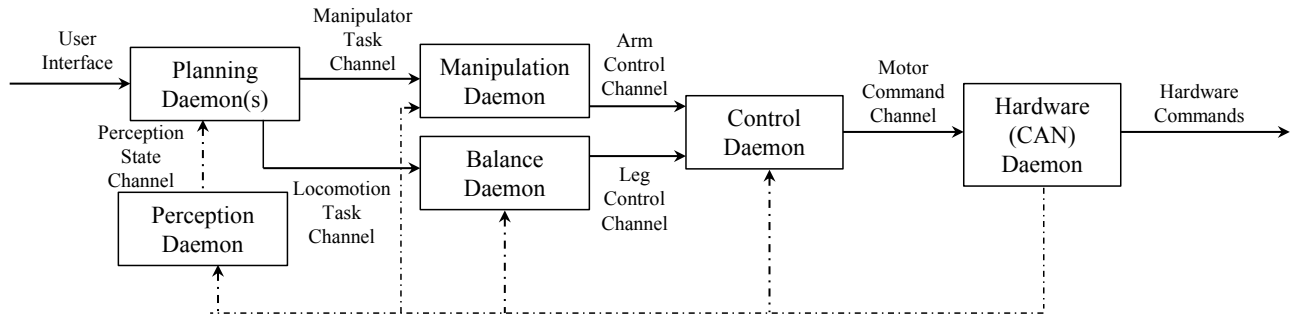 User
Interface
Planning
Daemon(s)
Manipulator
Task
Channel
Manipulation
Daemon
Arm
Control
Channel
Control
Daemon
Motor
Command
Channel
Hardware
(CAN)
Daemon
Hardware
Commands
Perception
State
Channel
Locomotion
Task
Channel
Balance
Daemon
Leg
Control
Channel
Perception
Daemon